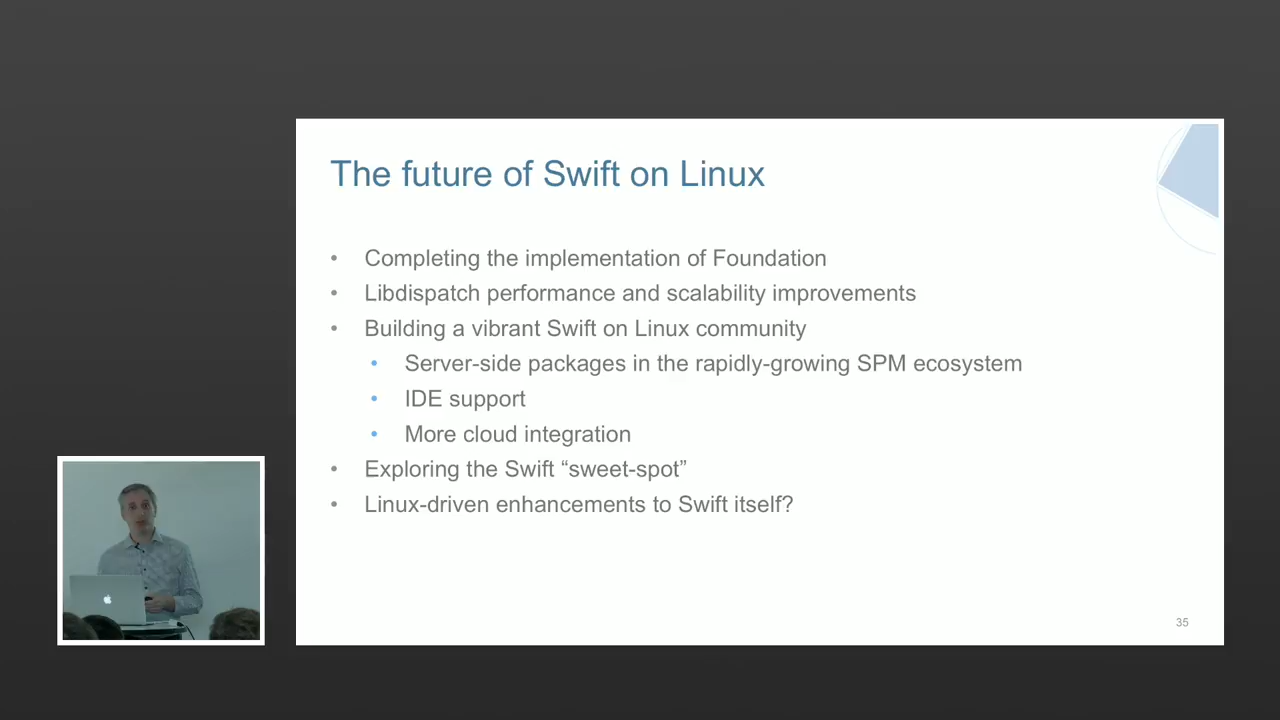 The future of Swift on Linux
• Completing the implementation of Foundation
• Libdispatch performance and scalability improvements
• Building a vibrant Swift on Linux community
• Server-side packages in the rapidly-growing SPM ecosystem
• IDE support
• More cloud integration
• Exploring the Swift “sweet-spot”
• Linux-driven enhancements to Swift itself?
35